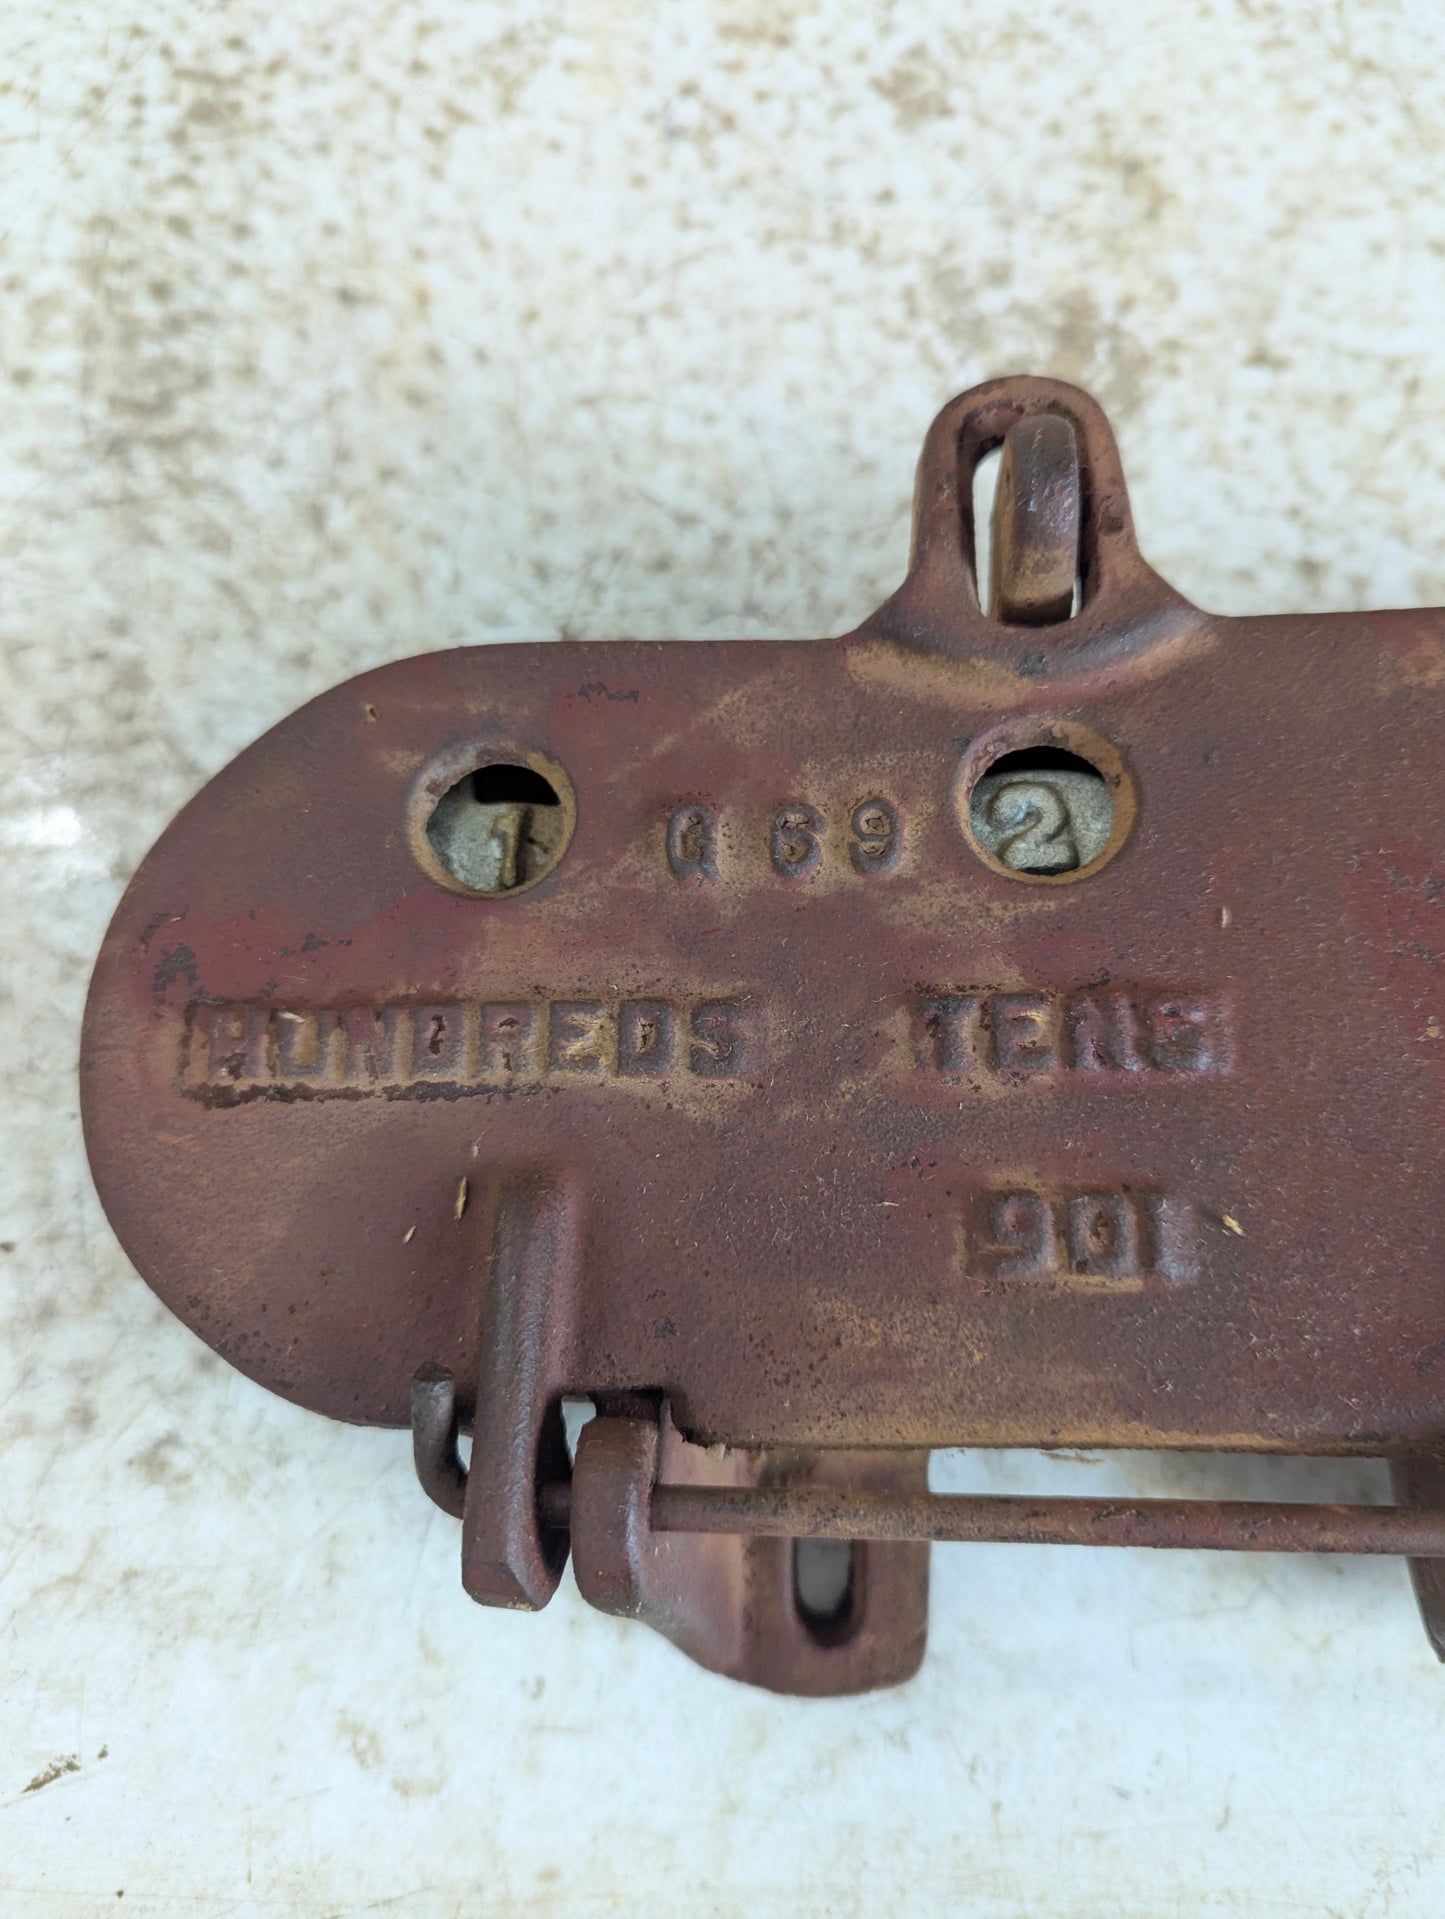 1 G 69 2
HUNDREDS TENS
901